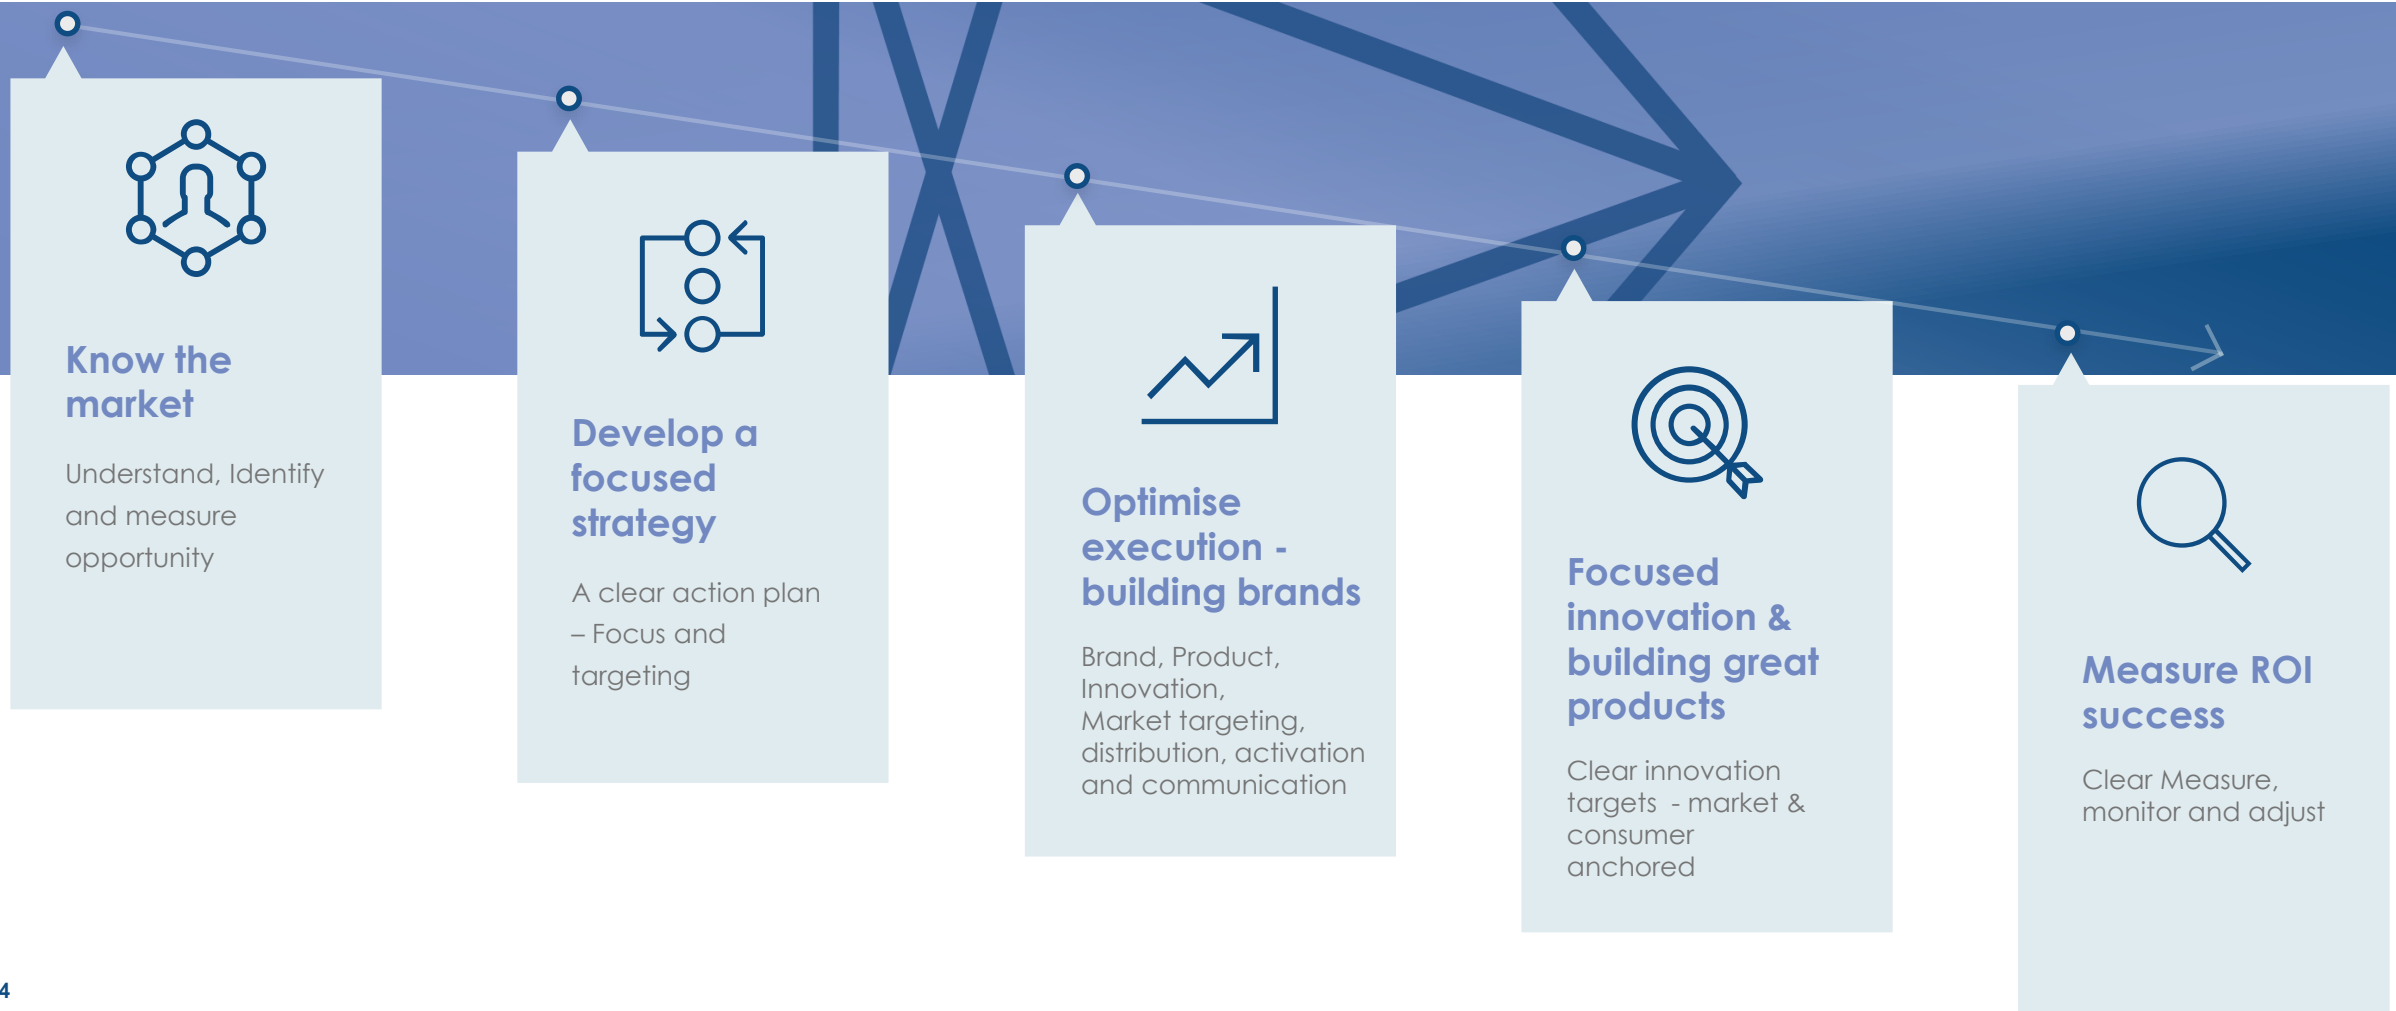 Know the
market
Understand, Identify
and measure
opportunity
Develop a
focused
strategy
A clear action plan
– Focus and
targeting
Optimise
execution -
building brands
Brand, Product,
Innovation,
Market targeting,
distribution, activation
and communication
Focused
innovation &
building great
products
Clear innovation
targets  - market &
consumer
anchored
Measure ROI
success
Clear Measure,
monitor and adjust
4